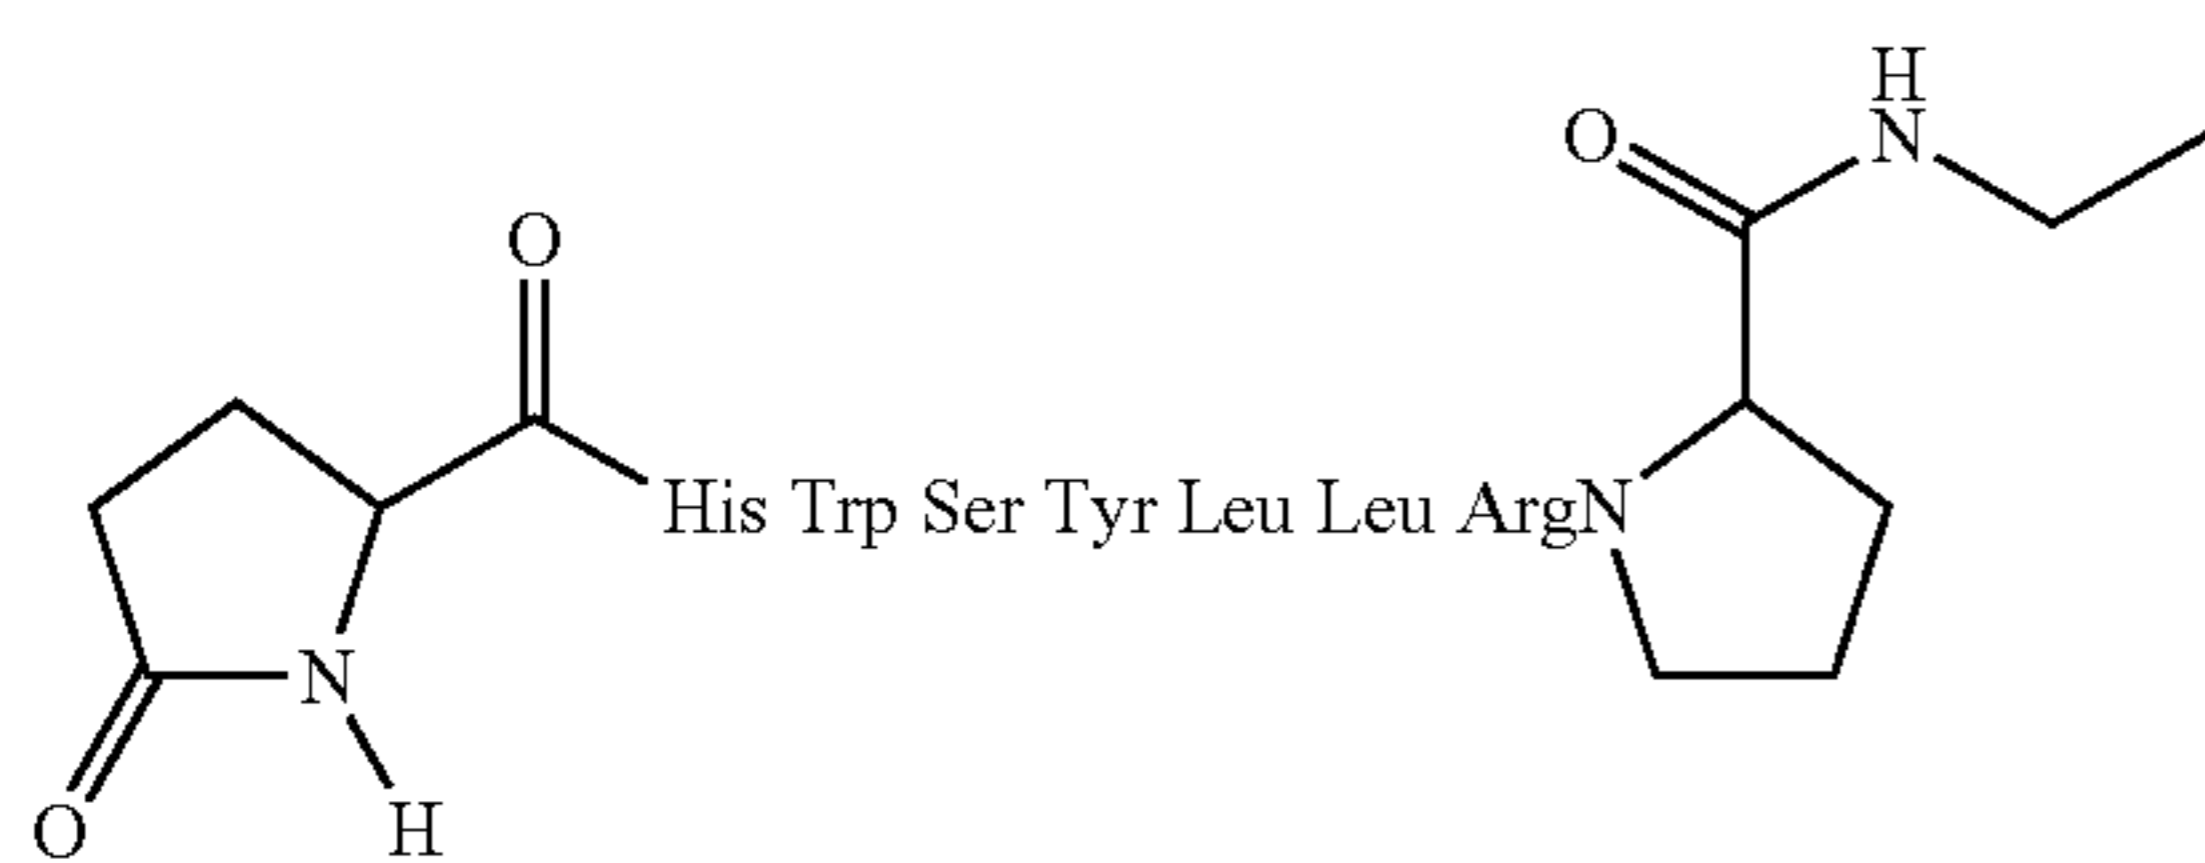 H
O N
O
His Trp Ser Tyr Leu Leu ArgN
N
O H